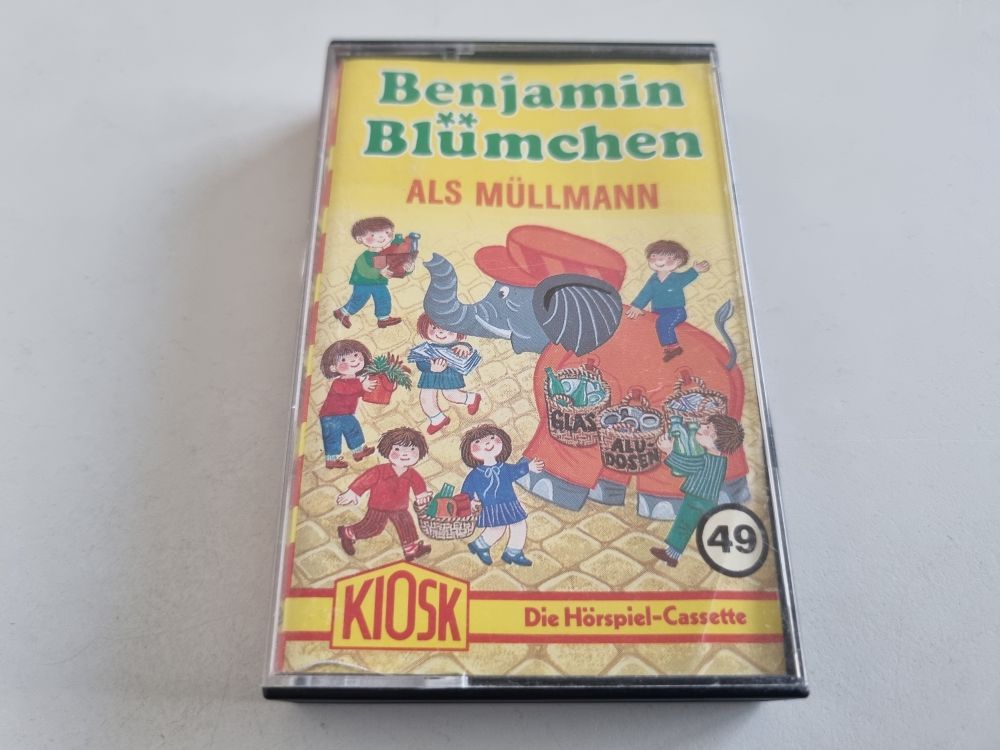 Benjamin
Blümchen
ALS MÜLLMANN
GLAS
ALU-
DOSEN
49
KIOSK
Die Hörspiel-Cassette